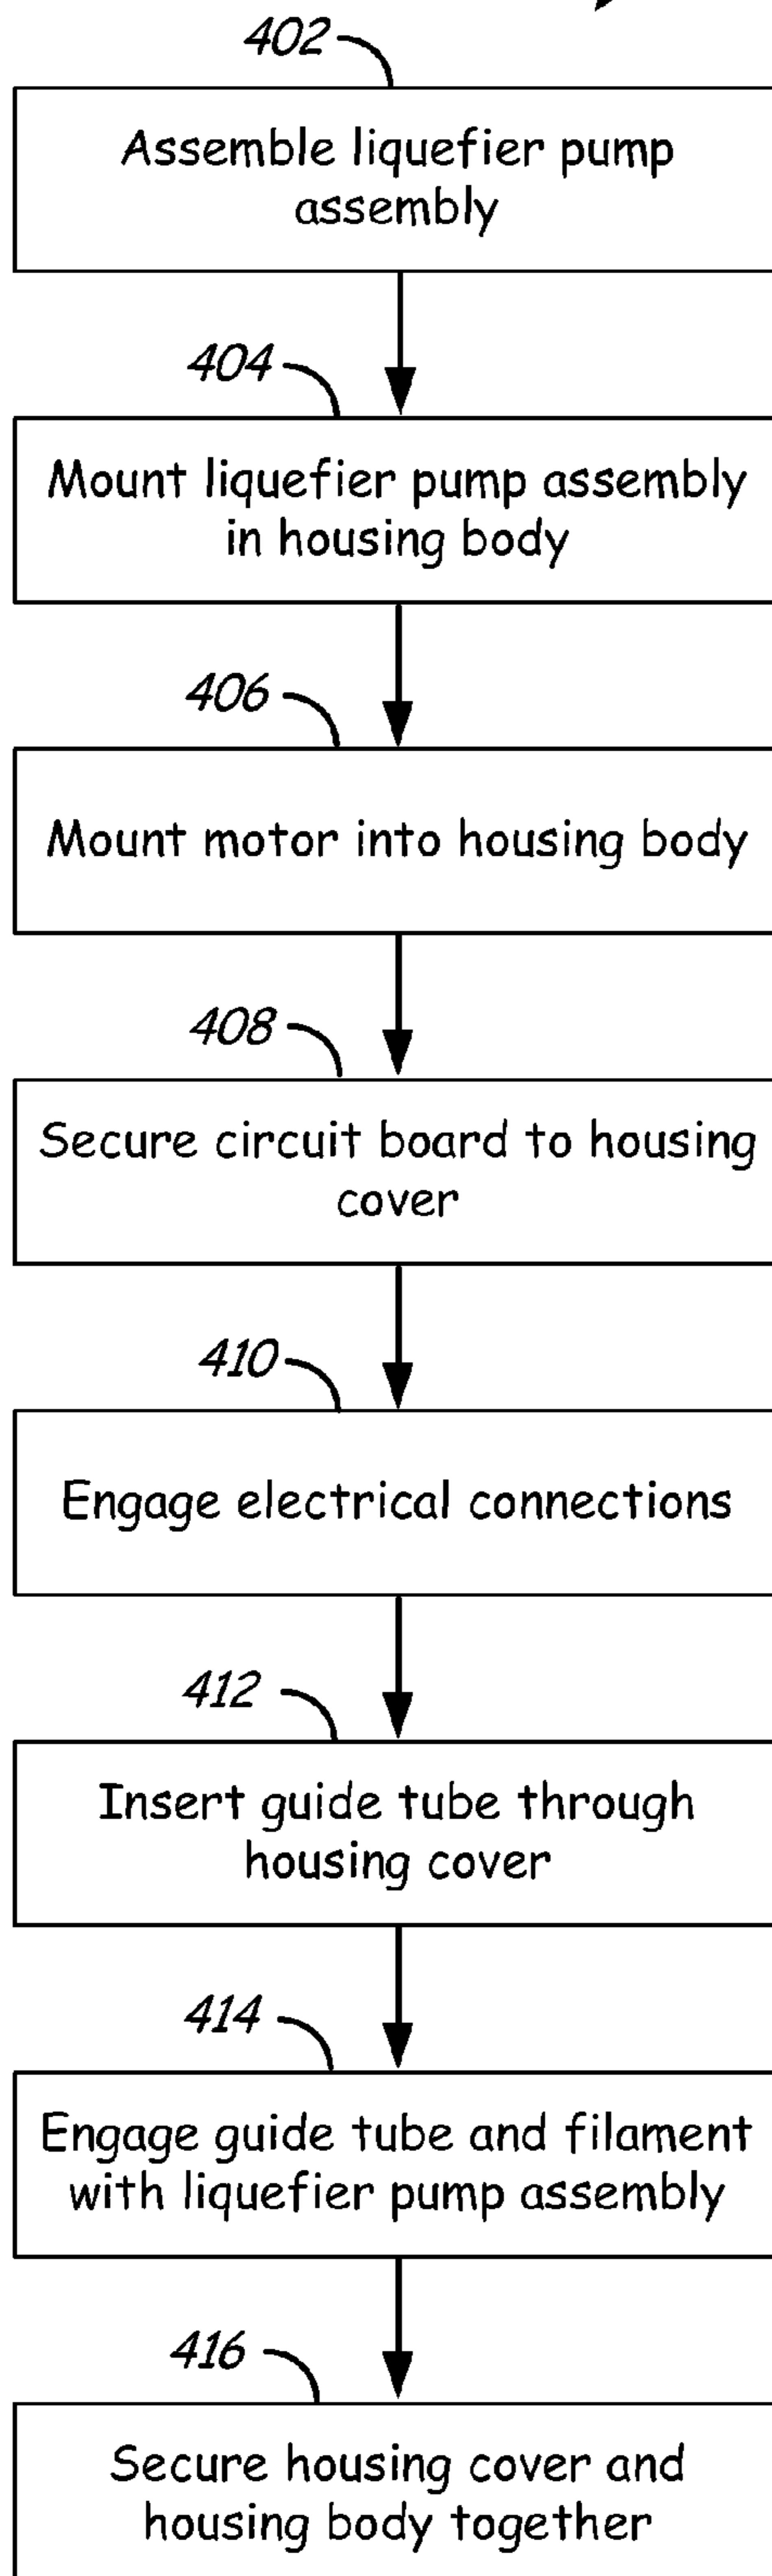 402
Assemble liquefier pump
assembly
404
Mount liquefier pump assembly
in housing body
406
Mount motor into housing body
408
Secure circuit board to housing
cover
410
Engage electrical connections
412
Insert guide tube through
housing cover
414
Engage guide tube and filament
with liquefier pump assembly
416
Secure housing cover and
housing body together